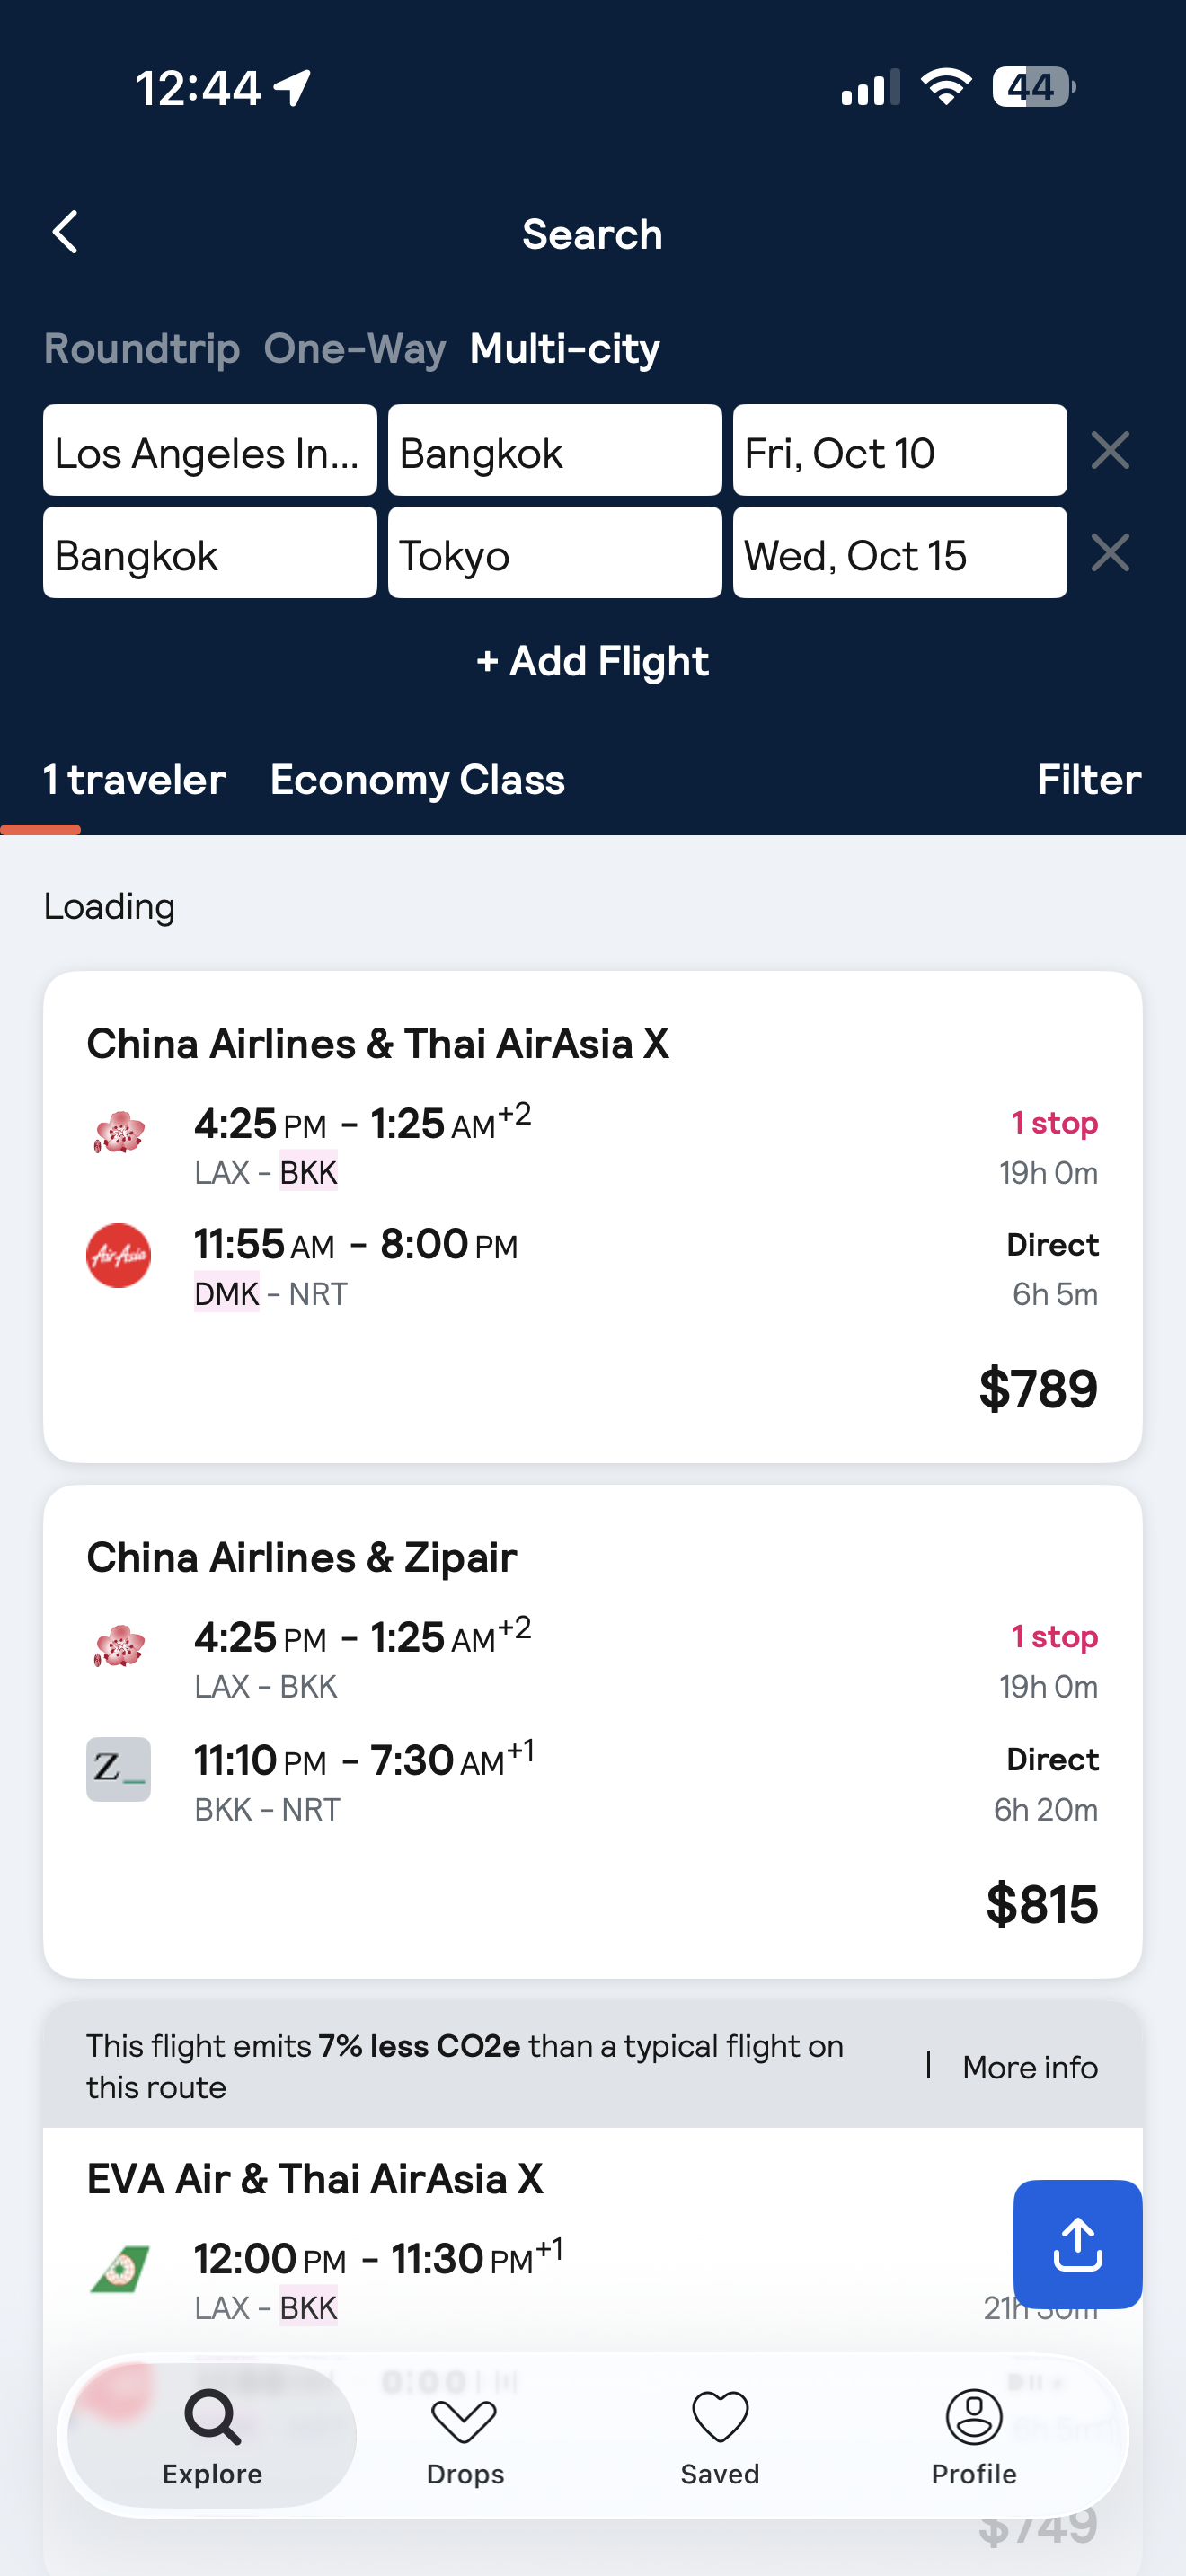 12:44
44
Search
Roundtrip One-Way Multi-city
Los Angeles In... Bangkok Fri, Oct 10
Bangkok Tokyo Wed, Oct 15
+ Add Flight
1 traveler Economy Class Filter
Loading
China Airlines & Thai AirAsia X
4:25 PM - 1:25 AM+2 1 stop
LAX - BKK 19h 0m
AirAsia
11:55 AM - 8:00 PM Direct
DMK - NRT 6h 5m
$789
China Airlines & Zipair
4:25 PM - 1:25 AM+2 1 stop
LAX - BKK 19h 0m
Z_
11:10 PM - 7:30 AM+1 Direct
BKK - NRT 6h 20m
$815
This flight emits 7% less CO2e than a typical flight on
this route | More info
EVA Air & Thai AirAsia X
12:00 PM - 11:30 PM+1
LAX - BKK 21h 30m
Explore Drops Saved Profile
$749